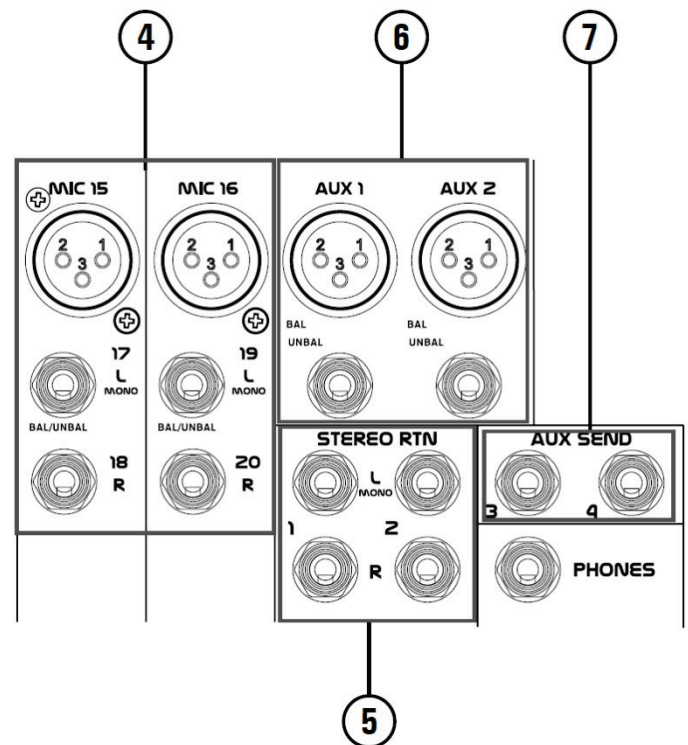 4 6 7
MIC 15 MIC 16 AUX 1 AUX 2
2 1 2 1 2 1 2 1
3 3 3 3
BAL BAL
UNBAL UNBAL
17 19
L L
MONO MONO
BAL/UNBAL BAL/UNBAL
18 20
R R
STEREO RTN AUX SEND
L
MONO
3 4
1 2
R PHONES
5